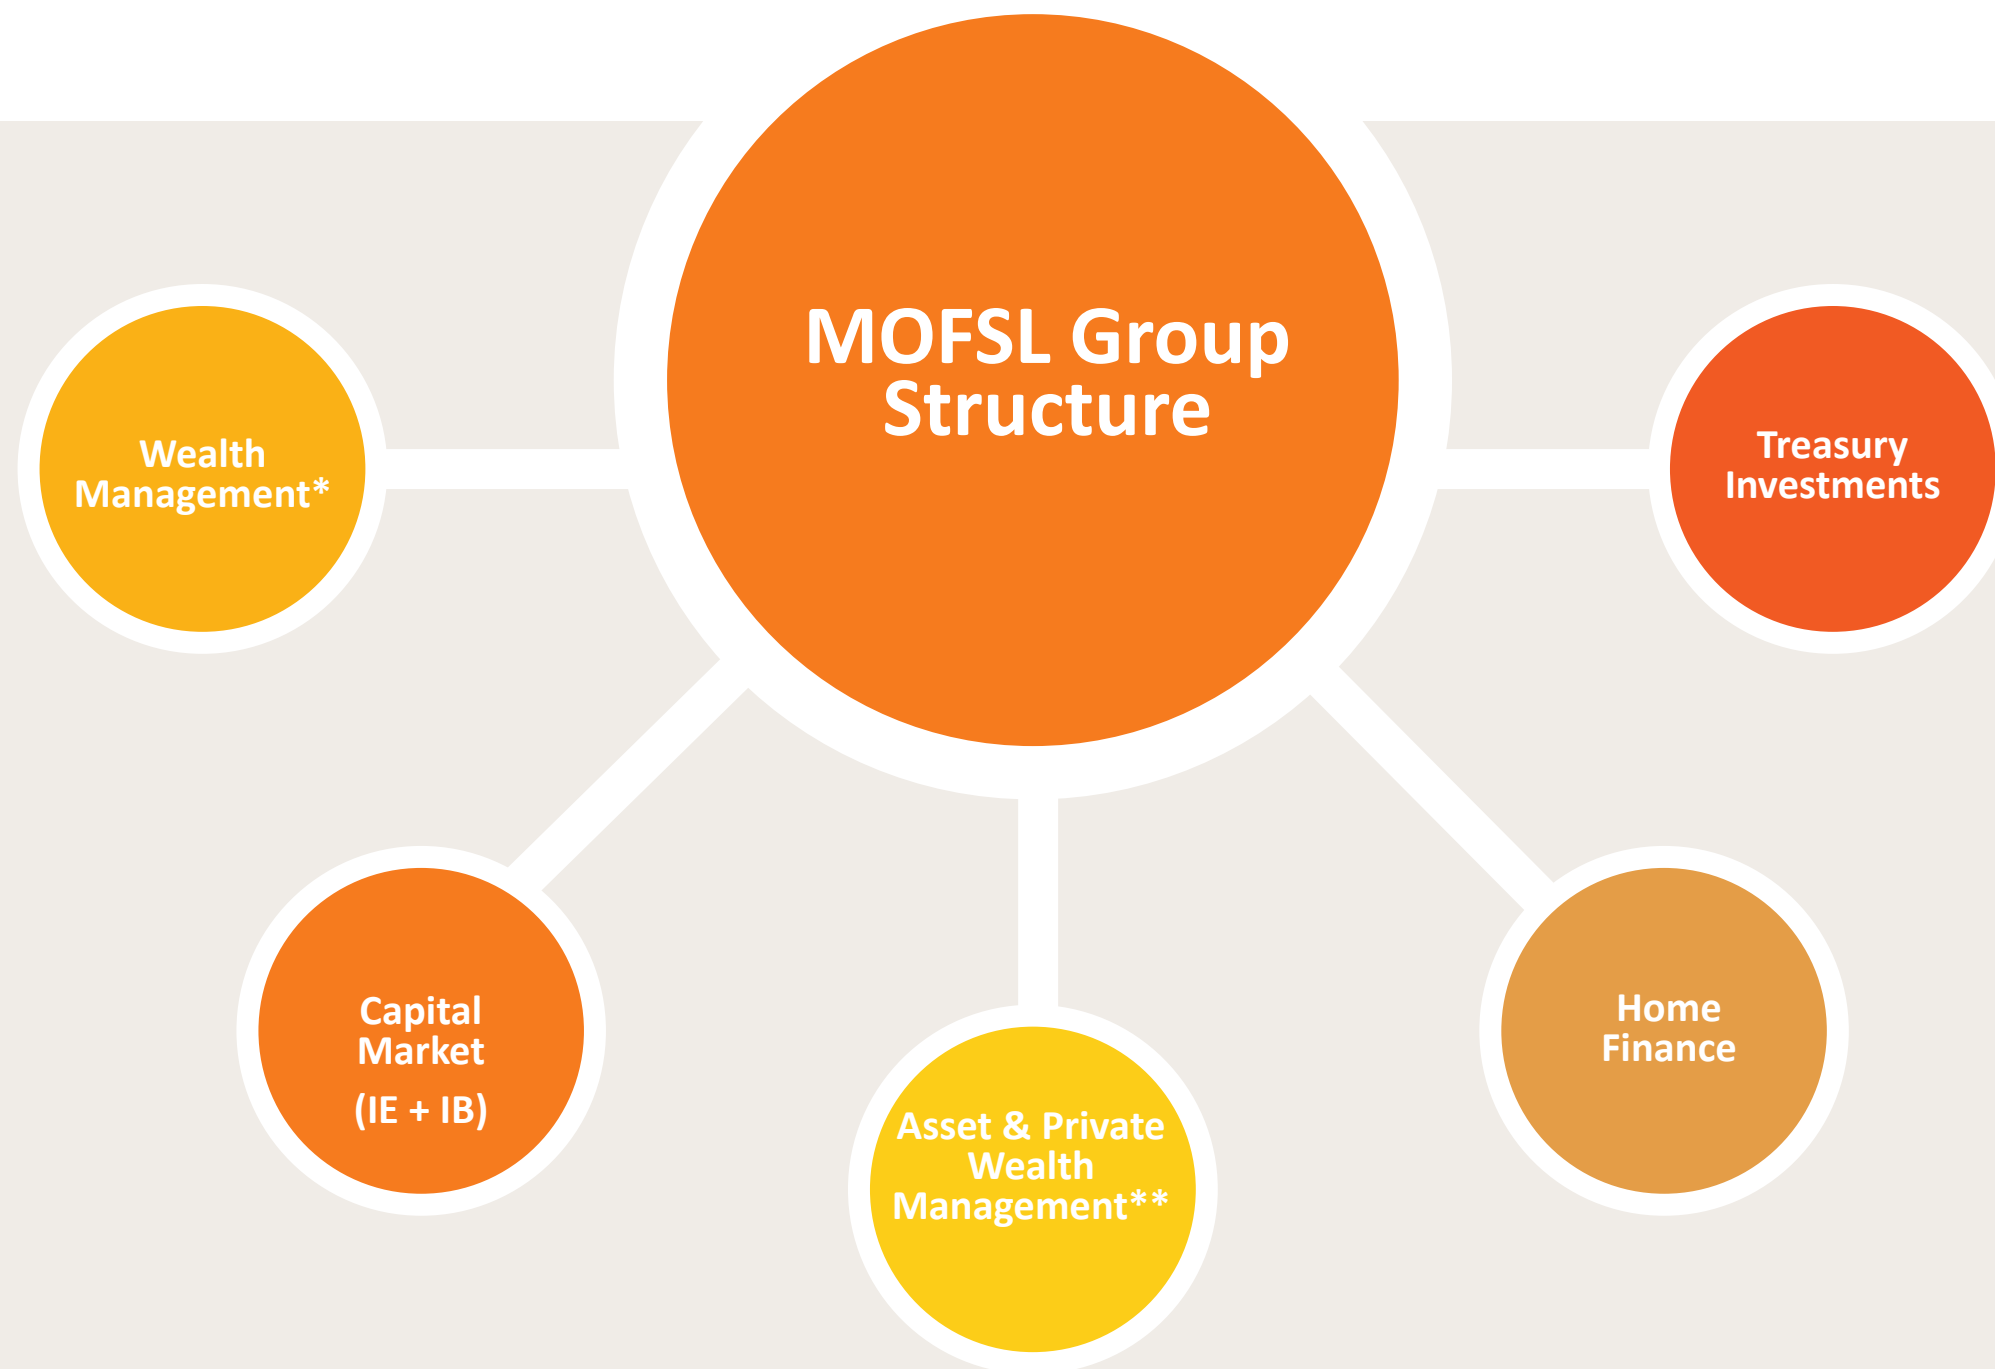 MOFSL Group
Structure
Wealth
Management*
Treasury
Investments
Capital
Market
(IE + IB)
Asset & Private
Wealth
Management**
Home
Finance